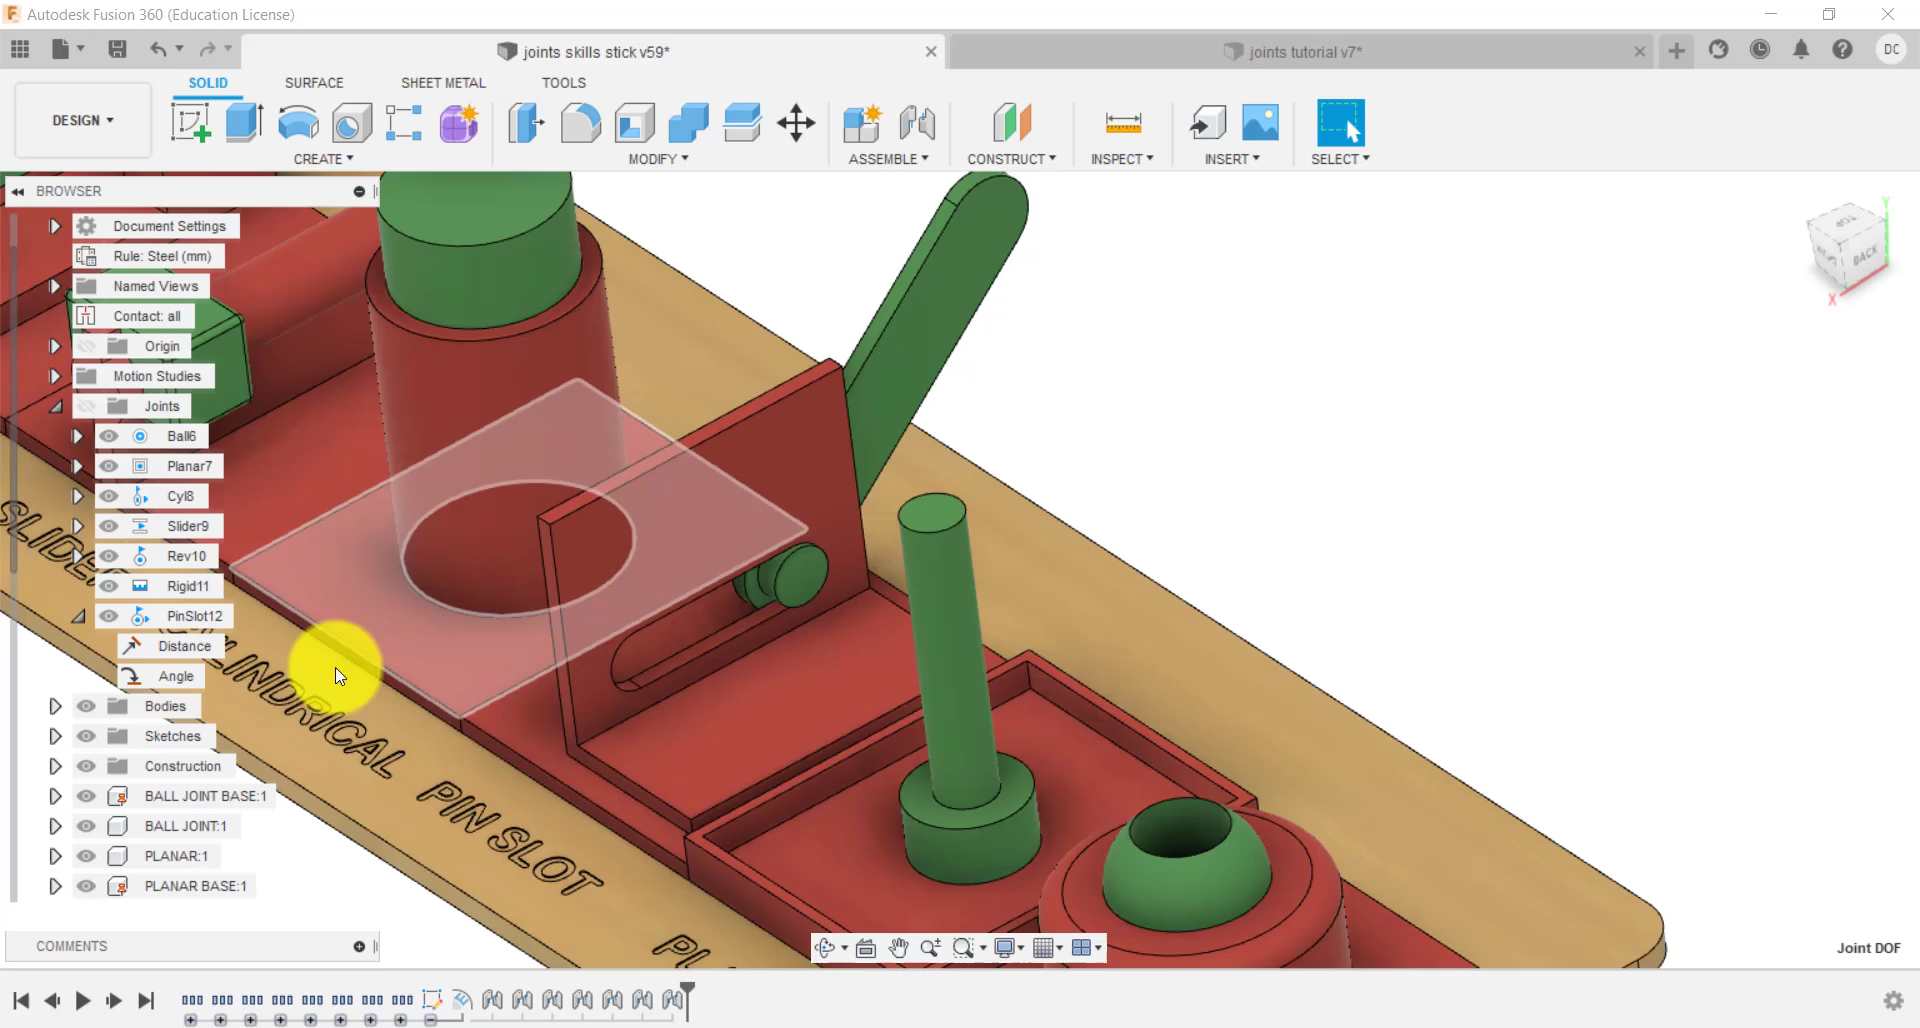 Autodesk Fusion 360 (Education License)
joints skills stick v59*
joints tutorial v7*
DC
SOLID
SURFACE
SHEET METAL
TOOLS
DESIGN
CREATE
MODIFY
ASSEMBLE
CONSTRUCT
INSPECT
INSERT
SELECT
BROWSER
Document Settings
Rule: Steel (mm)
Named Views
Contact: all
Origin
Motion Studies
Joints
Ball6
Planar7
Cyl8
Slider9
Rev10
Rigid11
PinSlot12
Distance
Angle
Bodies
Sketches
Construction
BALL JOINT BASE:1
BALL JOINT:1
PLANAR:1
PLANAR BASE:1
COMMENTS
PIN SLOT
TOP
BACK
Y
X
Joint DOF